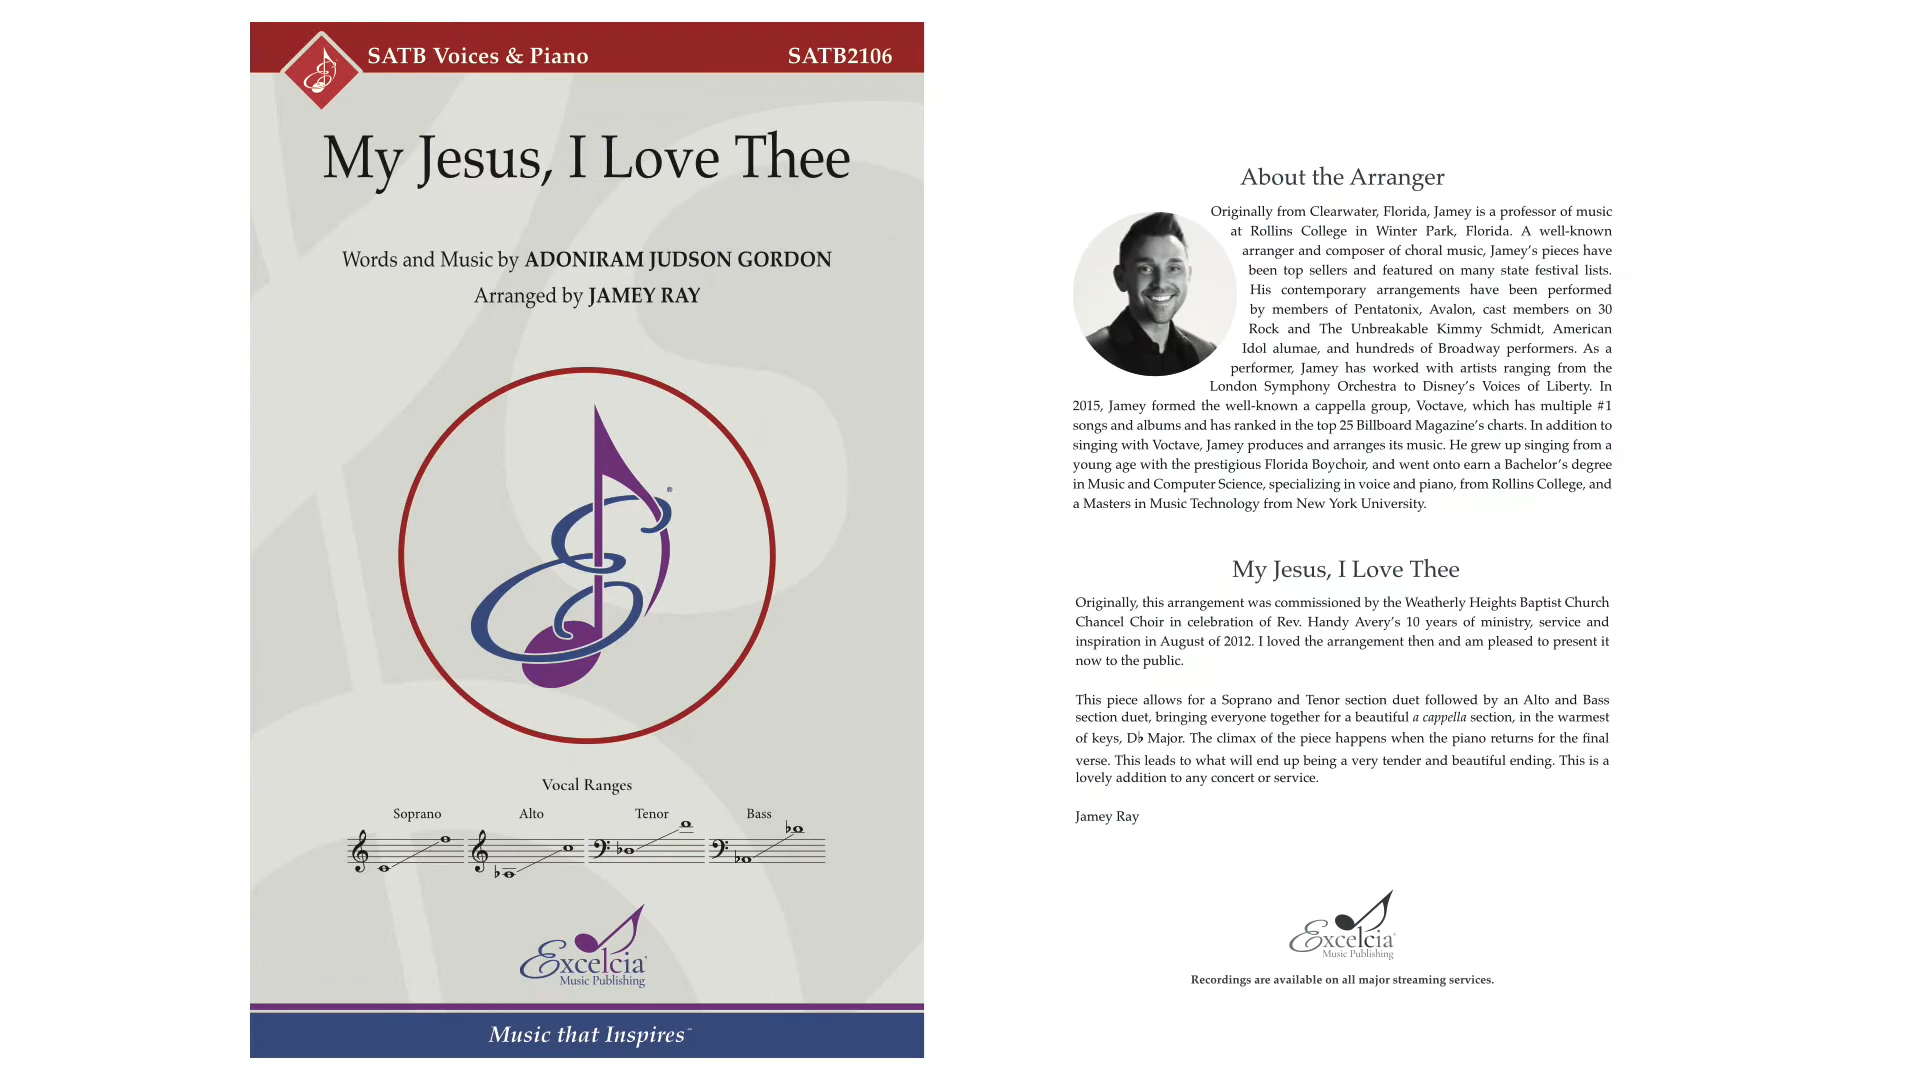 SATB Voices & Piano
SATB2106
My Jesus, I Love Thee
Words and Music by ADONIRAM JUDSON GORDON
Arranged by JAMEY RAY
®
Vocal Ranges
Soprano
Alto
Tenor
Bass
Excelcia®
Music Publishing
Music that Inspires™
About the Arranger
Originally from Clearwater, Florida, Jamey is a professor of music
at Rollins College in Winter Park, Florida. A well-known
arranger and composer of choral music, Jamey's pieces have
been top sellers and featured on many state festival lists.
His contemporary arrangements have been performed
by members of Pentatonix, Avalon, cast members on 30
Rock and The Unbreakable Kimmy Schmidt, American
Idol alumae, and hundreds of Broadway performers. As a
performer, Jamey has worked with artists ranging from the
London Symphony Orchestra to Disney's Voices of Liberty. In
2015, Jamey formed the well-known a cappella group, Voctave, which has multiple #1
songs and albums and has ranked in the top 25 Billboard Magazine's charts. In addition to
singing with Voctave, Jamey produces and arranges its music. He grew up singing from a
young age with the prestigious Florida Boychoir, and went onto earn a Bachelor's degree
in Music and Computer Science, specializing in voice and piano, from Rollins College, and
a Masters in Music Technology from New York University.
My Jesus, I Love Thee
Originally, this arrangement was commissioned by the Weatherly Heights Baptist Church
Chancel Choir in celebration of Rev. Handy Avery's 10 years of ministry, service and
inspiration in August of 2012. I loved the arrangement then and am pleased to present it
now to the public.
This piece allows for a Soprano and Tenor section duet followed by an Alto and Bass
section duet, bringing everyone together for a beautiful a cappella section, in the warmest
of keys, D♭ Major. The climax of the piece happens when the piano returns for the final
verse. This leads to what will end up being a very tender and beautiful ending. This is a
lovely addition to any concert or service.
Jamey Ray
Excelcia®
Music Publishing
Recordings are available on all major streaming services.